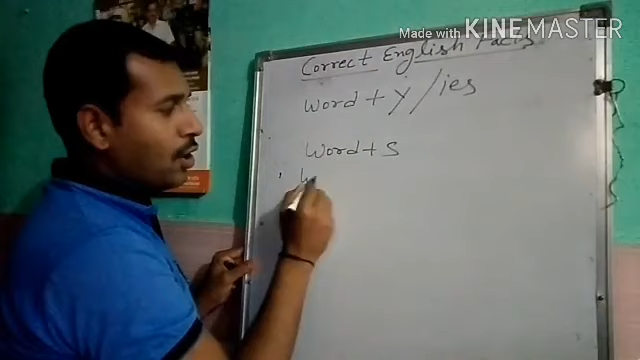 Made with KINEMASTER
Correct English Facts
word + y/ies
word + s